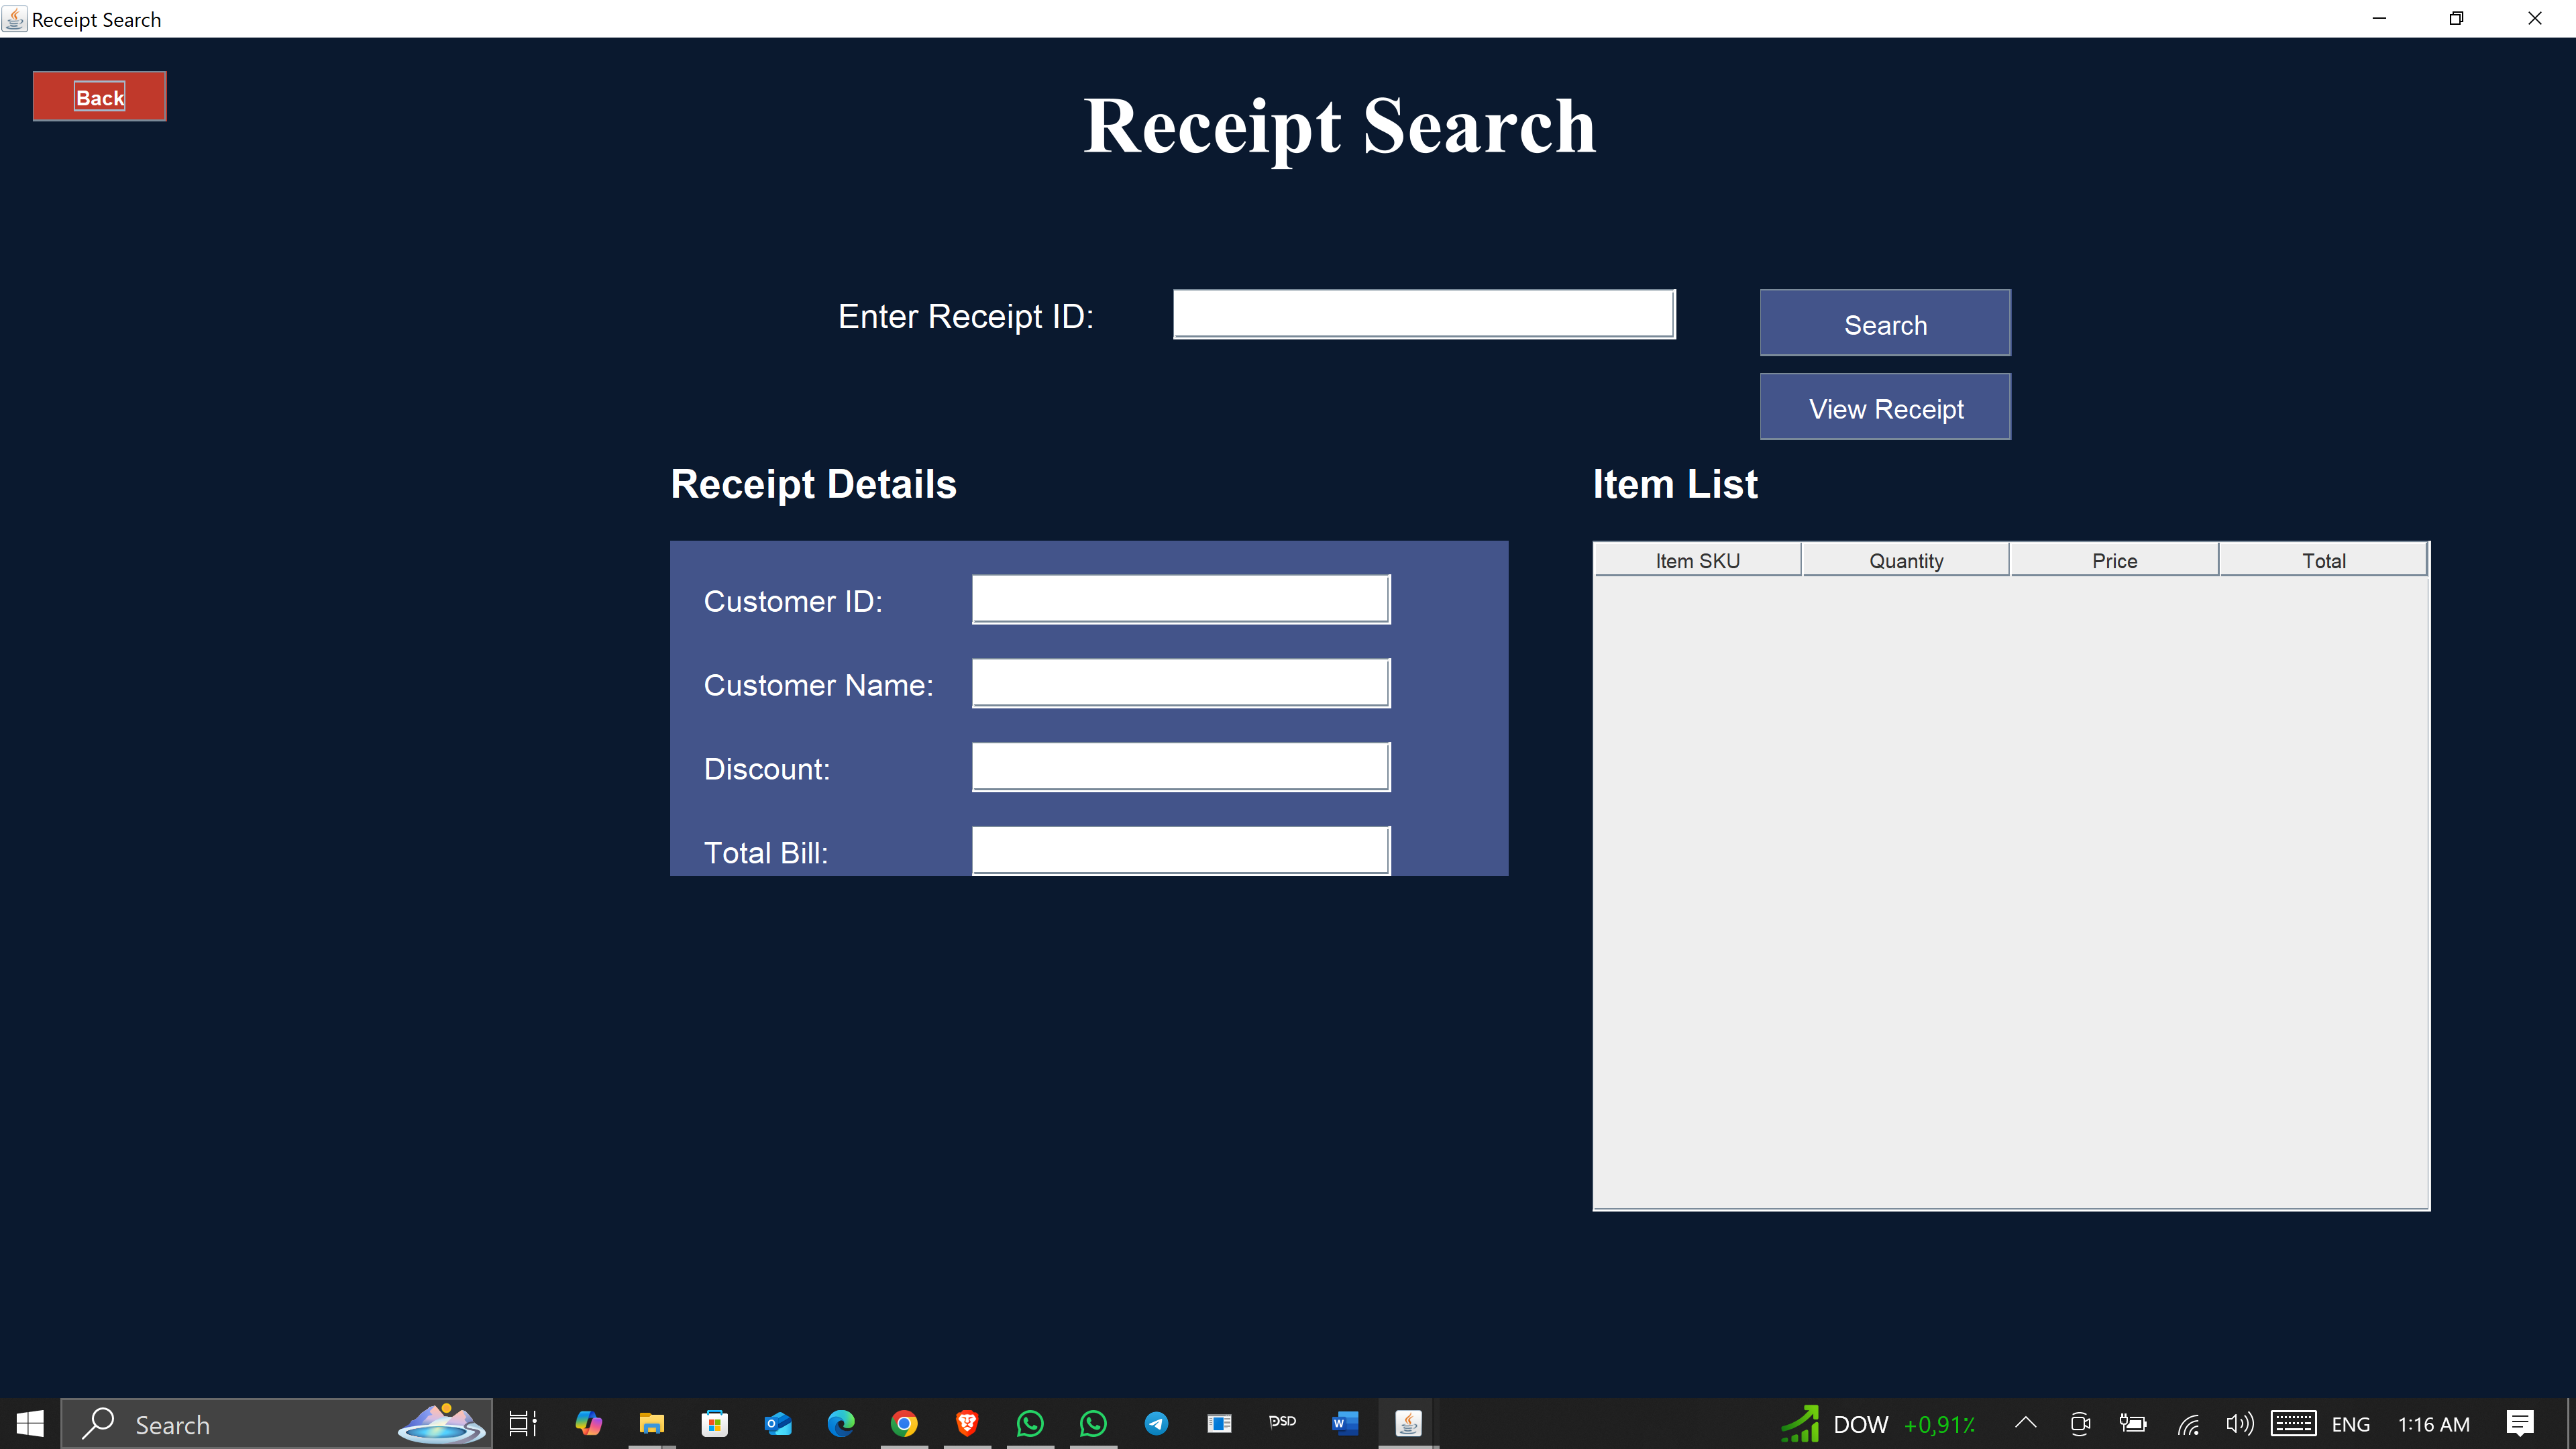 Receipt Search
Back
Receipt Search
Enter Receipt ID:
Search
View Receipt
Receipt Details
Item List
Customer ID:
Customer Name:
Discount:
Total Bill:
Item SKU Quantity Price Total
Search
PSD
W
DOW +0,91%
ENG
1:16 AM